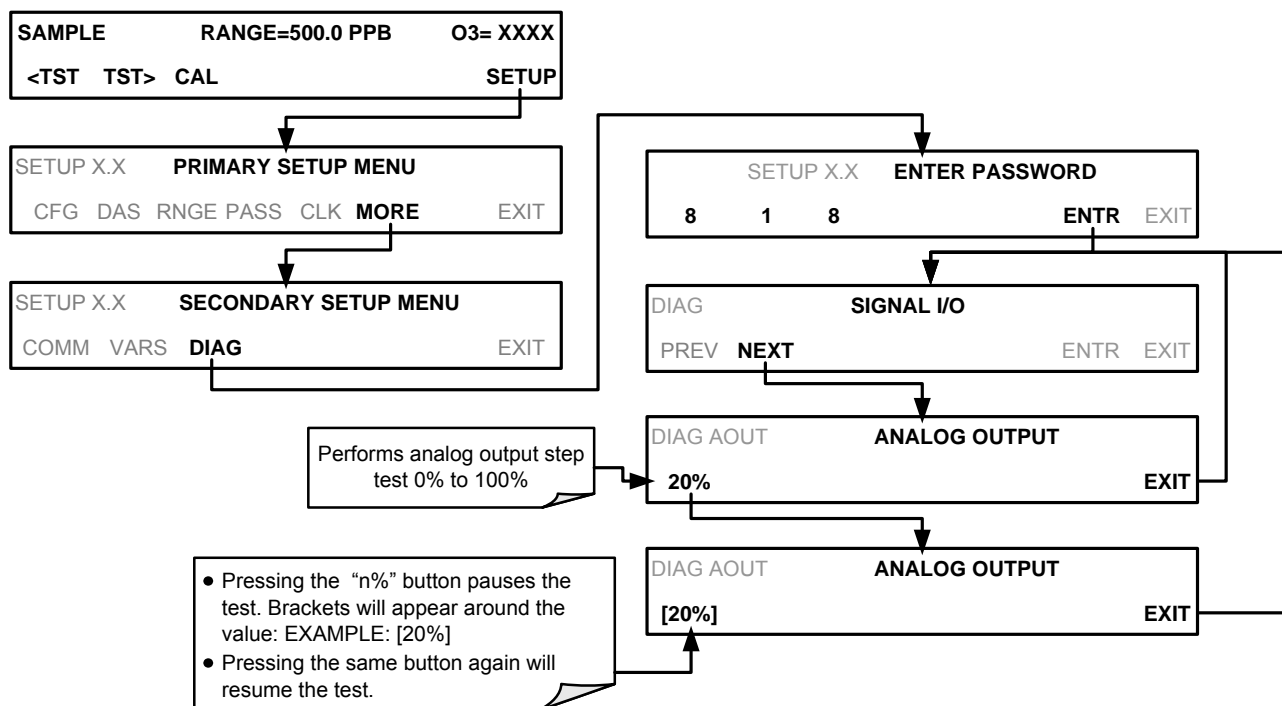 SAMPLE RANGE=500.0 PPB O3= XXXX
<TST TST> CAL SETUP
SETUP X.X PRIMARY SETUP MENU
CFG DAS RNGE PASS CLK MORE EXIT
SETUP X.X SECONDARY SETUP MENU
COMM VARS DIAG EXIT
SETUP X.X ENTER PASSWORD
8 1 8 ENTR EXIT
DIAG SIGNAL I/O
PREV NEXT ENTR EXIT
Performs analog output step
test 0% to 100%
DIAG AOUT ANALOG OUTPUT
20% EXIT
• Pressing the “n%” button pauses the
test. Brackets will appear around the
value: EXAMPLE: [20%]
• Pressing the same button again will
resume the test.
DIAG AOUT ANALOG OUTPUT
[20%] EXIT